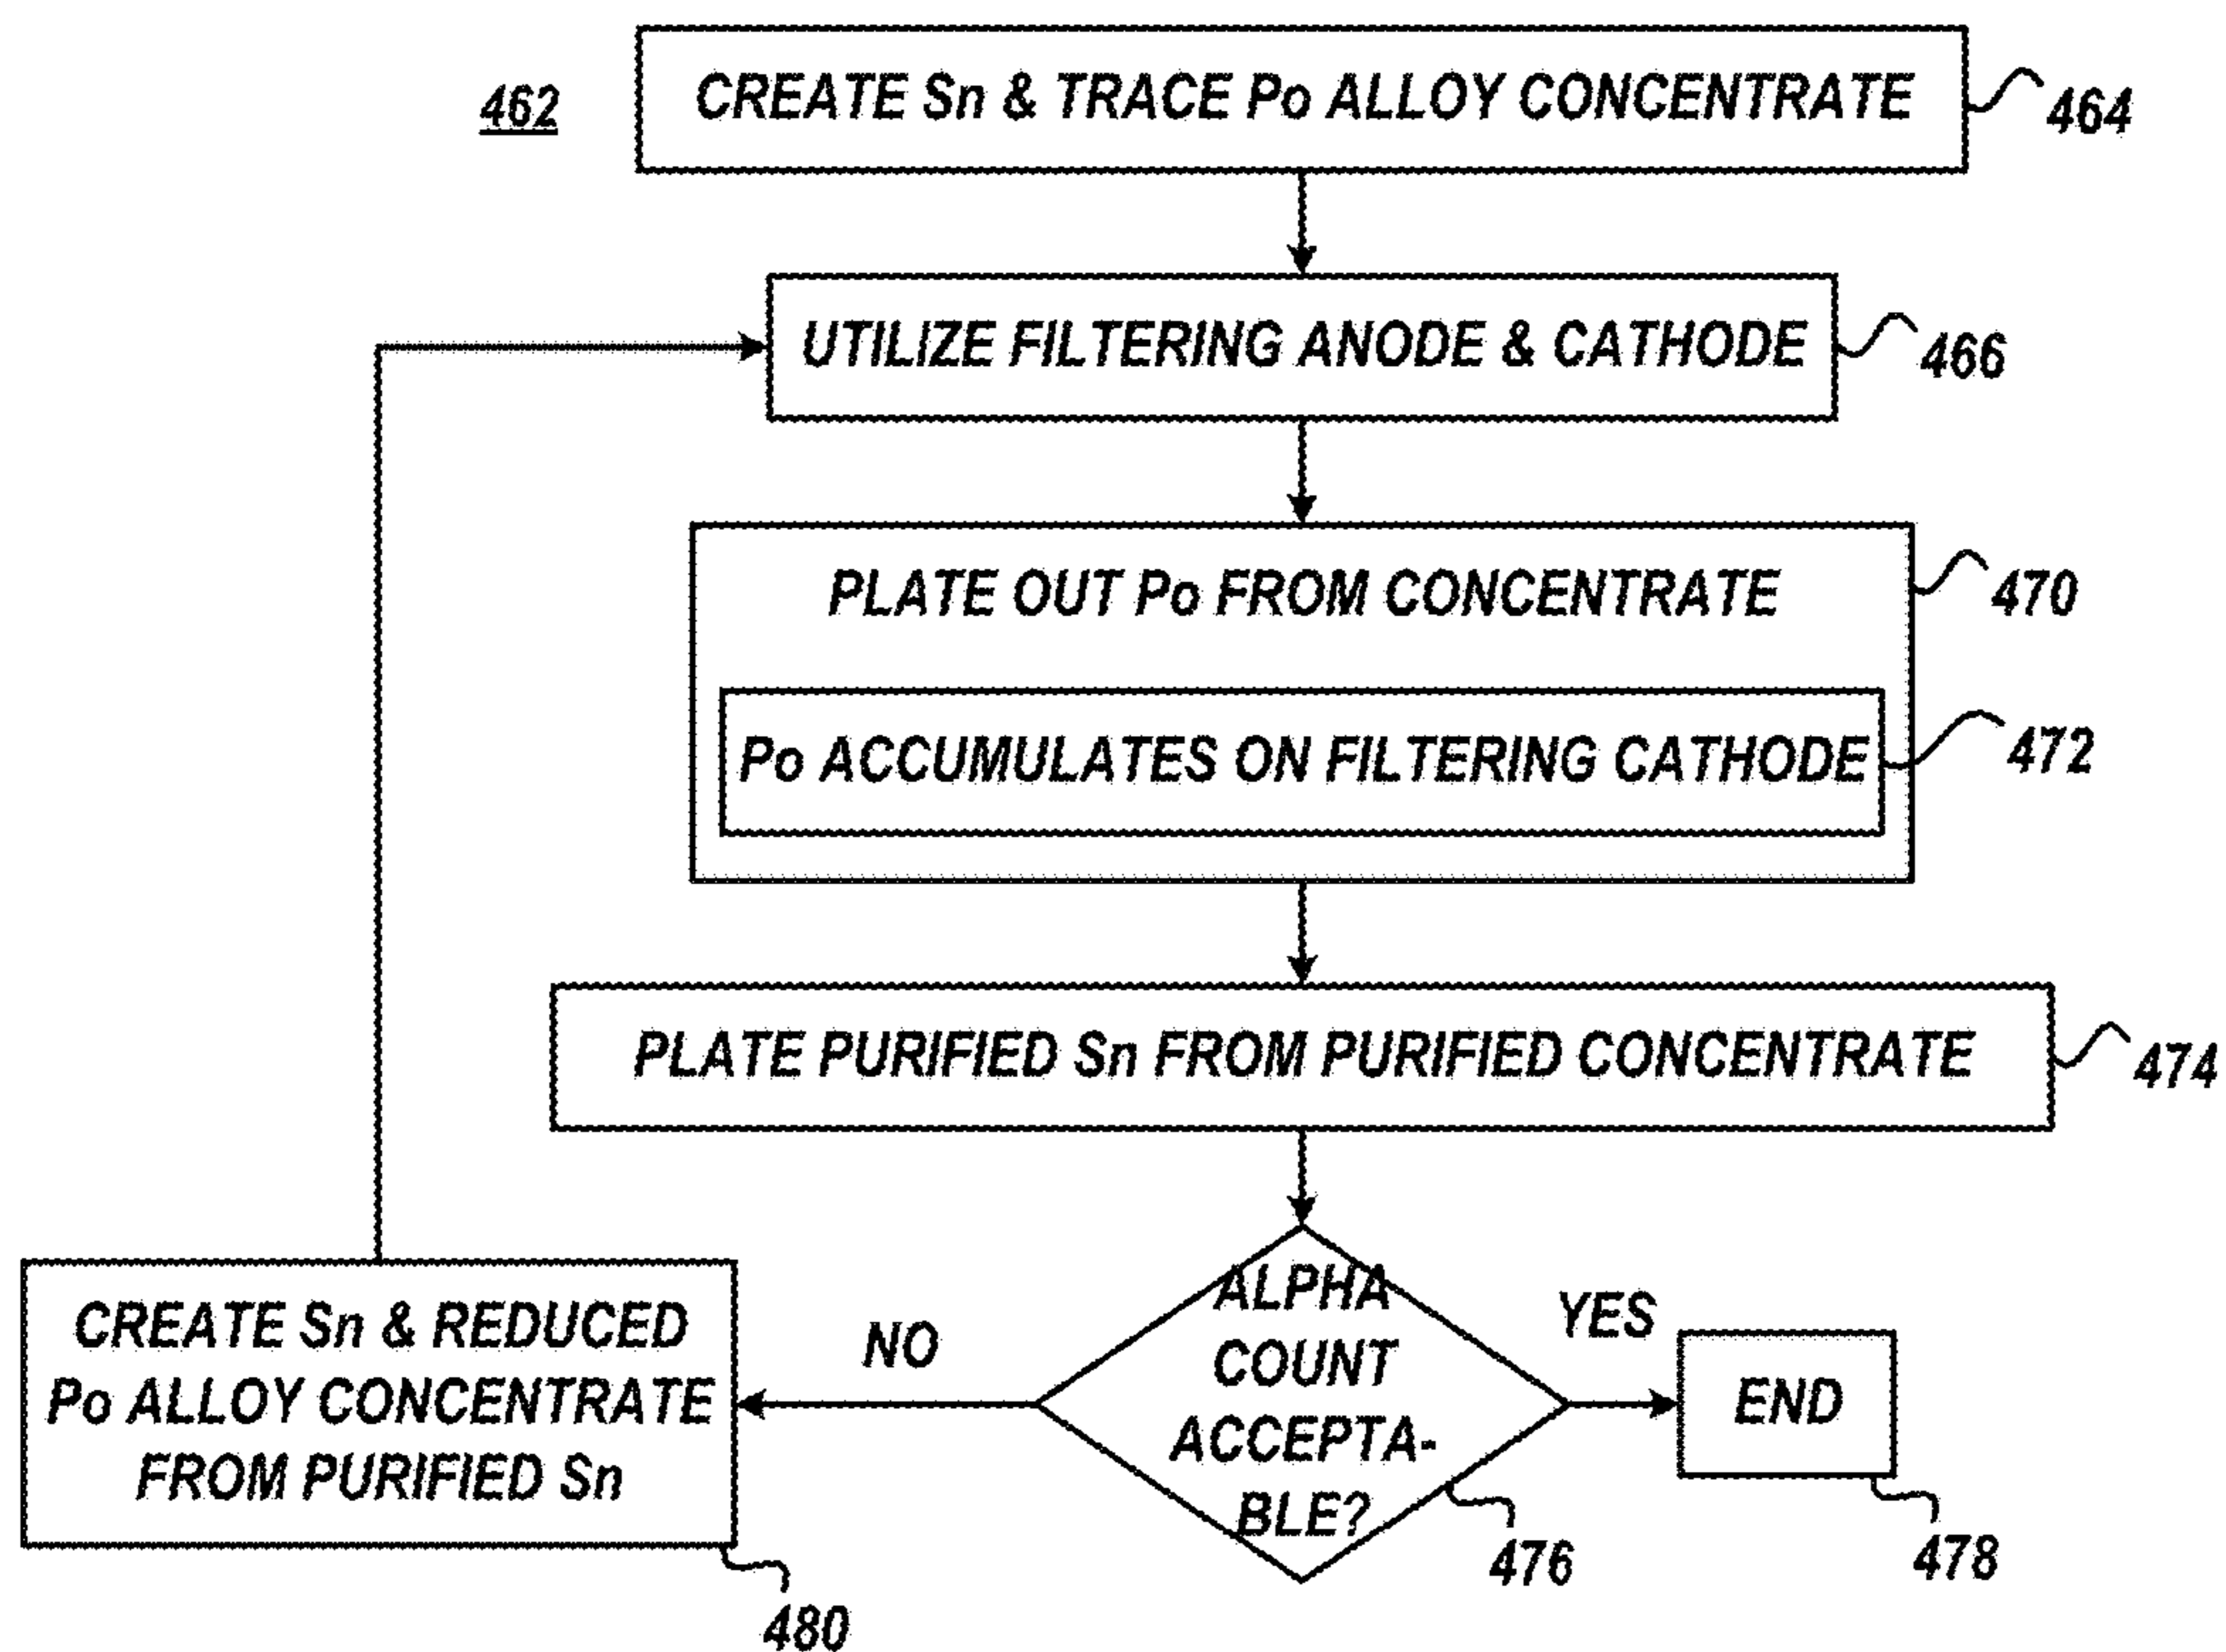 462
CREATE Sn & TRACE Po ALLOY CONCENTRATE
464
UTILIZE FILTERING ANODE & CATHODE
466
PLATE OUT Po FROM CONCENTRATE
470
Po ACCUMULATES ON FILTERING CATHODE
472
PLATE PURIFIED Sn FROM PURIFIED CONCENTRATE
474
ALPHA
COUNT
ACCEPTA-
BLE?
476
YES
END
478
NO
CREATE Sn & REDUCED
Po ALLOY CONCENTRATE
FROM PURIFIED Sn
480